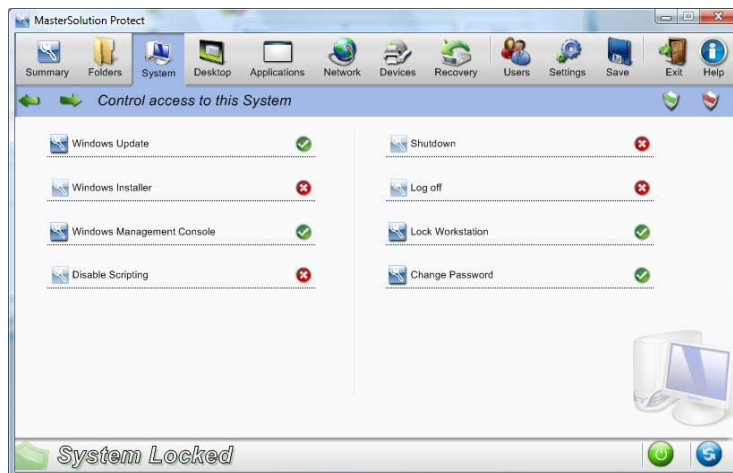 MasterSolution Protect
Summary Folders System Desktop Applications Network Devices Recovery Users Settings Save Exit Help
Control access to this System
Windows Update
Windows Installer
Windows Management Console
Disable Scripting
Shutdown
Log off
Lock Workstation
Change Password
System Locked